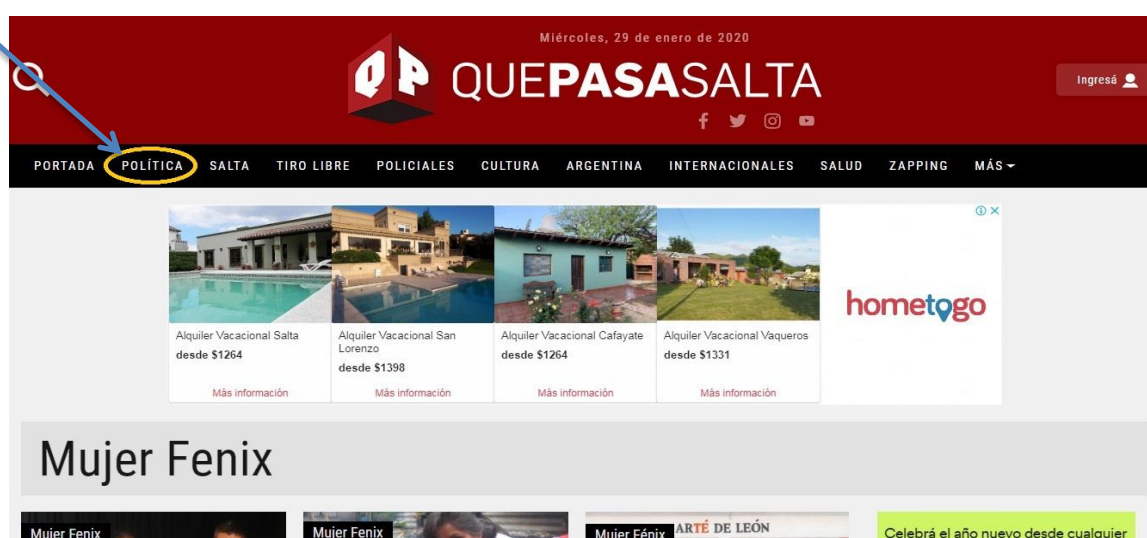 Miércoles, 29 de enero de 2020
QP QUEPASASALTA
Ingresá
PORTADA POLÍTICA SALTA TIRO LIBRE POLICIALES CULTURA ARGENTINA INTERNACIONALES SALUD ZAPPING MÁS
Alquiler Vacacional Salta
desde $1264
Más información
Alquiler Vacacional San
Lorenzo
desde $1398
Más información
Alquiler Vacacional Cafayate
desde $1264
Más información
Alquiler Vacacional Vaqueros
desde $1331
Más información
hometogo
Mujer Fenix
Mujer Fenix
Mujer Fenix
Mujer Fénix
ARTÉ DE LEÓN
Celebrá el año nuevo desde cualquier